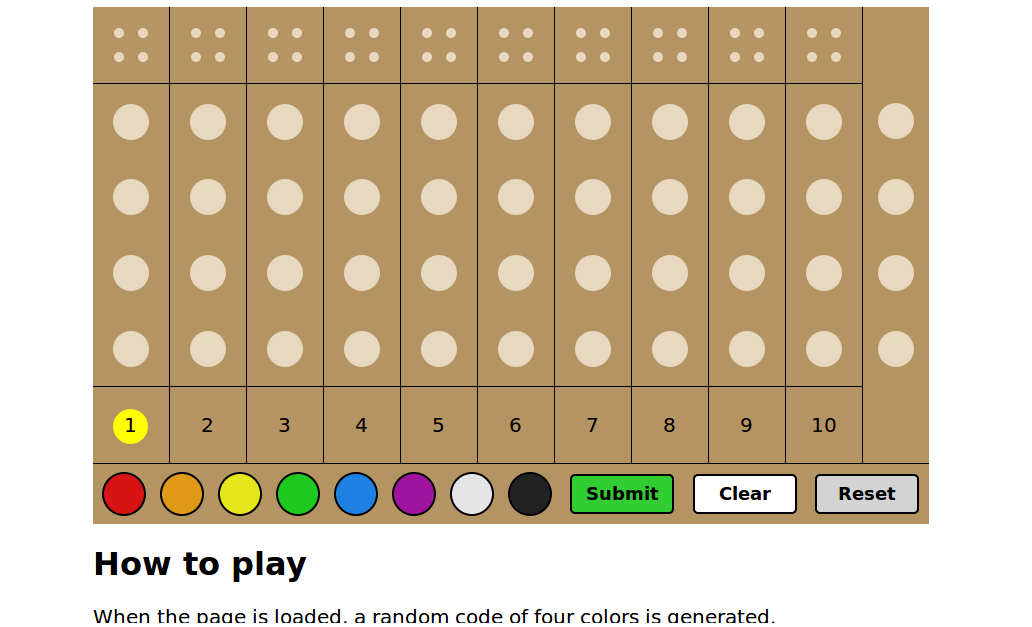 1 2 3 4 5 6 7 8 9 10
Submit Clear Reset
How to play
When the page is loaded, a random code of four colors is generated.